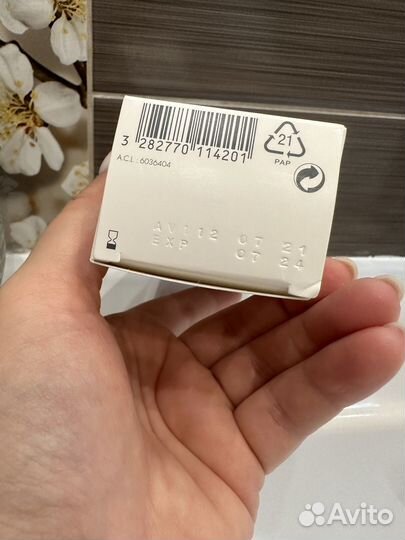 3 282770 114201
A.C.L. 6036404
21
PAP
AV112 07 21
EXP 07 24
Avito